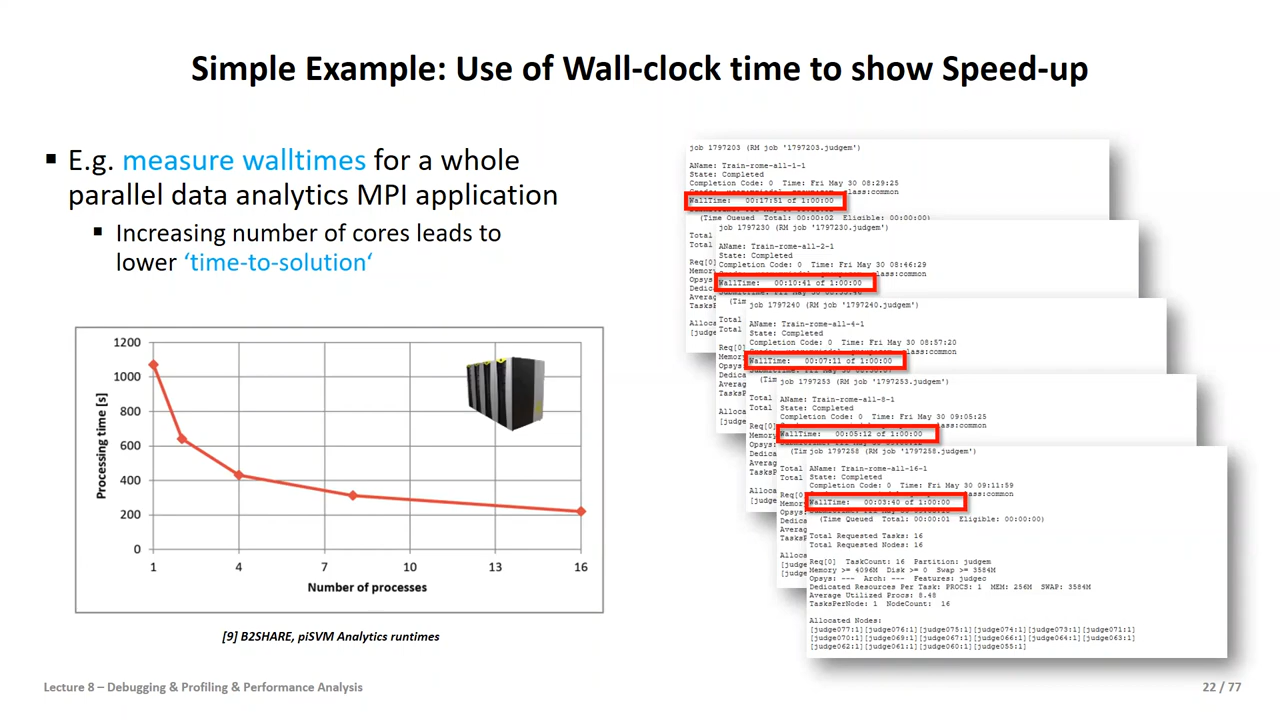 Simple Example: Use of Wall-clock time to show Speed-up
▪ E.g. measure walltimes for a whole
parallel data analytics MPI application
▪ Increasing number of cores leads to
lower ‘time-to-solution‘
1200
1000
800
600
400
200
0
Processing time [s]
1 4 7 10 13 16
Number of processes
[9] B2SHARE, piSVM Analytics runtimes
job 1797203 (RM job '1797203.judgem')
AName: Train-rome-all-1-1
State: Completed
Completion Code: 0 Time: Fri May 30 08:29:25
WallTime: 00:17:51 of 1:00:00
(Time Queued Total: 00:00:02 Eligible: 00:00:00)
job 1797230 (RM job '1797230.judgem')
AName: Train-rome-all-2-1
State: Completed
Completion Code: 0 Time: Fri May 30 08:46:29
WallTime: 00:10:41 of 1:00:00
job 1797240 (RM job '1797240.judgem')
AName: Train-rome-all-4-1
State: Completed
Completion Code: 0 Time: Fri May 30 08:57:20
WallTime: 00:07:11 of 1:00:00
job 1797253 (RM job '1797253.judgem')
AName: Train-rome-all-8-1
State: Completed
Completion Code: 0 Time: Fri May 30 09:05:25
WallTime: 00:05:12 of 1:00:00
job 1797258 (RM job '1797258.judgem')
AName: Train-rome-all-16-1
State: Completed
Completion Code: 0 Time: Fri May 30 09:11:59
WallTime: 00:03:40 of 1:00:00
(Time Queued Total: 00:00:01 Eligible: 00:00:00)
Total Requested Tasks: 16
Total Requested Nodes: 16
Req[0] TaskCount: 16 Partition: judgem
Memory >= 4096M Disk >= 0 Swap >= 3584M
Opsys: --- Arch: --- Features: judgec
Dedicated Resources Per Task: PROCS: 1 MEM: 256M SWAP: 3584M
Average Utilized Procs: 8.48
TasksPerNode: 1 NodeCount: 16
Allocated Nodes:
[judge077:1][judge076:1][judge075:1][judge074:1][judge073:1][judge071:1]
[judge070:1][judge069:1][judge067:1][judge066:1][judge064:1][judge063:1]
[judge062:1][judge061:1][judge060:1][judge055:1]
Lecture 8 – Debugging & Profiling & Performance Analysis
22 / 77